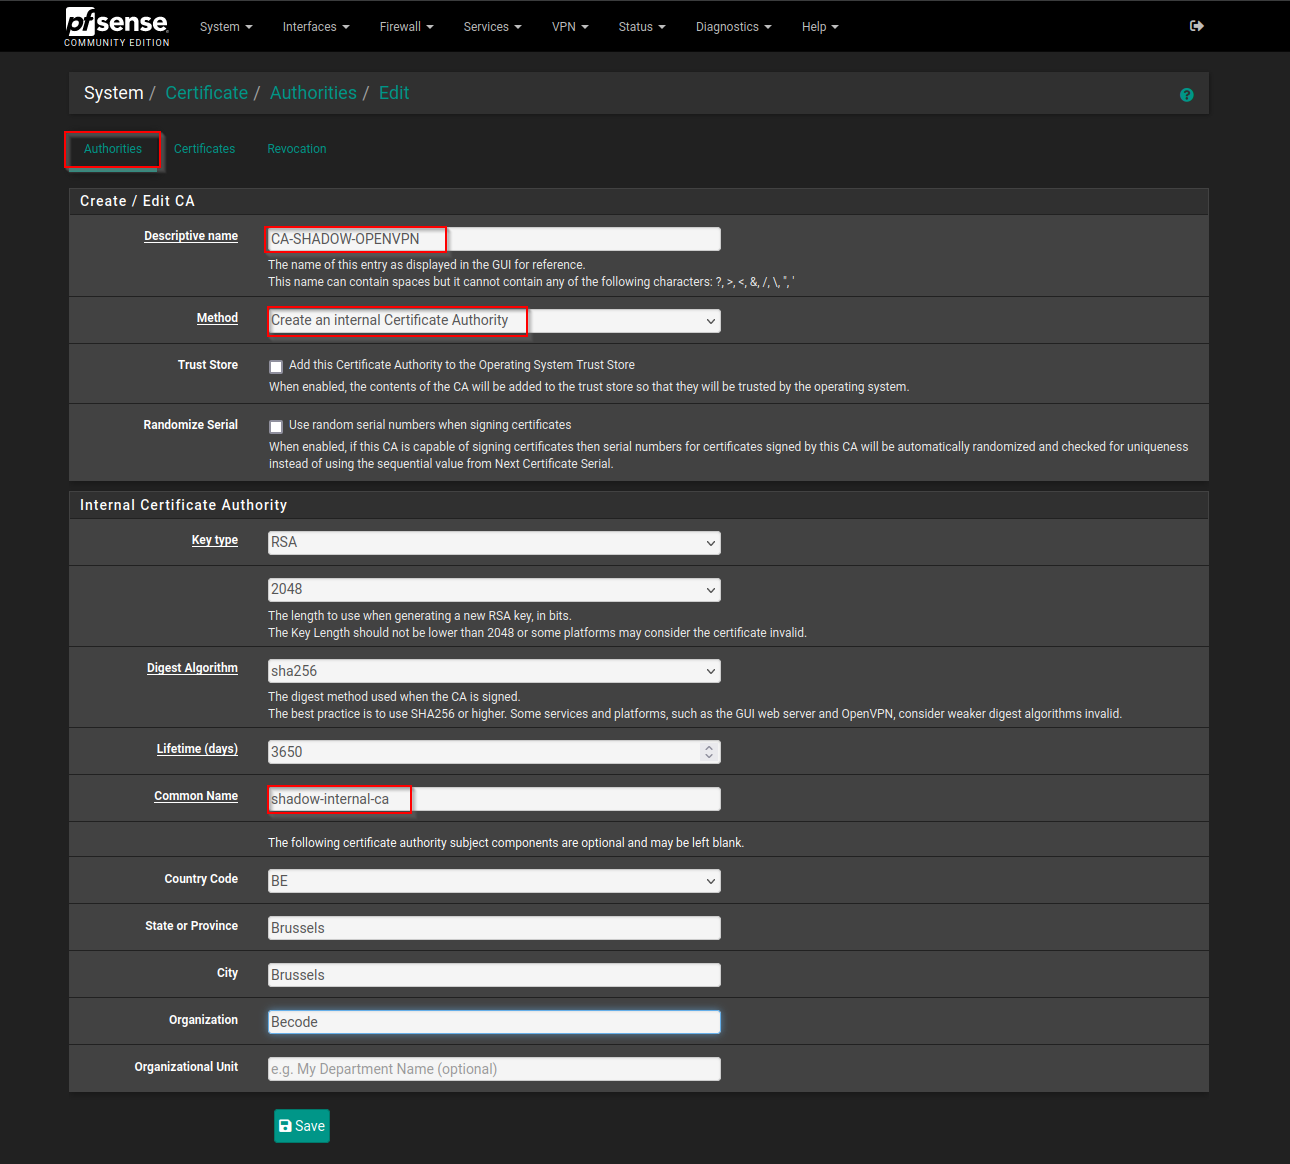 pfsense
COMMUNITY EDITION
System Interfaces Firewall Services VPN Status Diagnostics Help
System / Certificate / Authorities / Edit
Authorities Certificates Revocation
Create / Edit CA
Descriptive name CA-SHADOW-OPENVPN
The name of this entry as displayed in the GUI for reference.
This name can contain spaces but it cannot contain any of the following characters: ?, >, <, &, /, \, ", '
Method Create an internal Certificate Authority
Trust Store Add this Certificate Authority to the Operating System Trust Store
When enabled, the contents of the CA will be added to the trust store so that they will be trusted by the operating system.
Randomize Serial Use random serial numbers when signing certificates
When enabled, if this CA is capable of signing certificates then serial numbers for certificates signed by this CA will be automatically randomized and checked for uniqueness
instead of using the sequential value from Next Certificate Serial.
Internal Certificate Authority
Key type RSA
2048
The length to use when generating a new RSA key, in bits.
The Key Length should not be lower than 2048 or some platforms may consider the certificate invalid.
Digest Algorithm sha256
The digest method used when the CA is signed.
The best practice is to use SHA256 or higher. Some services and platforms, such as the GUI web server and OpenVPN, consider weaker digest algorithms invalid.
Lifetime (days) 3650
Common Name shadow-internal-ca
The following certificate authority subject components are optional and may be left blank.
Country Code BE
State or Province Brussels
City Brussels
Organization Becode
Organizational Unit e.g. My Department Name (optional)
Save